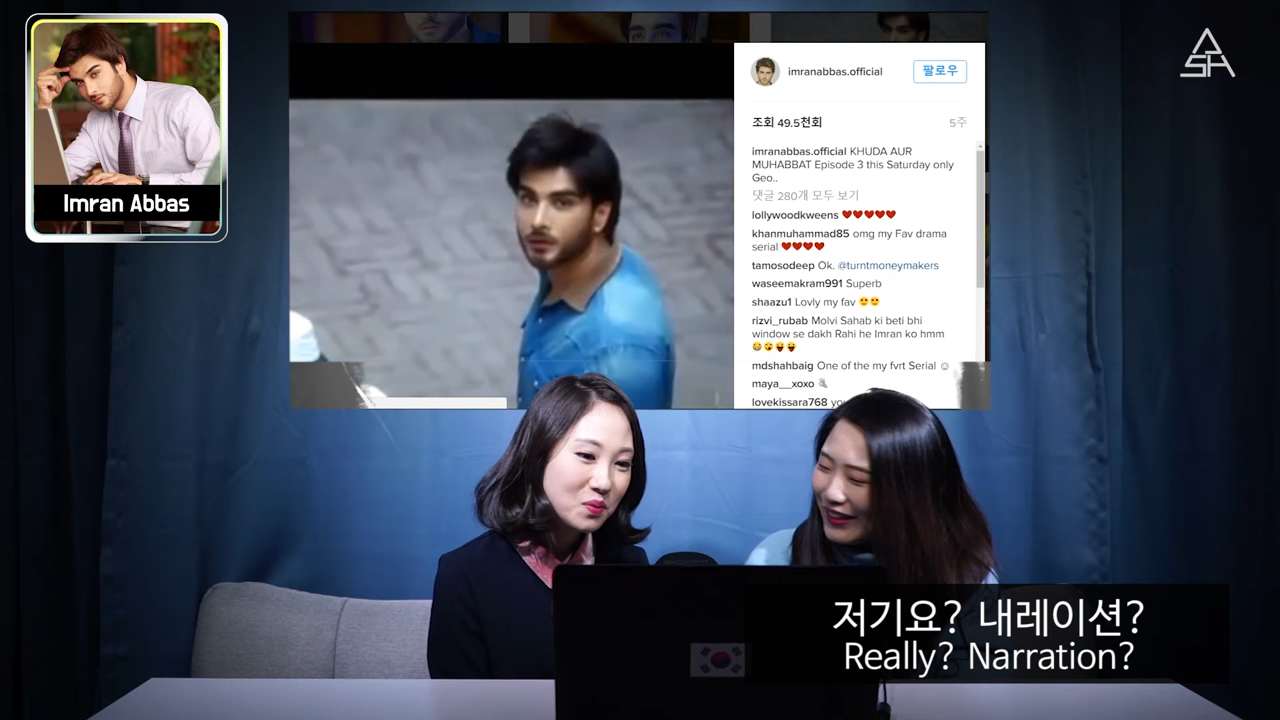 Imran Abbas
ASH
imranabbas.official
팔로우
조회 49.5천회
5주
imranabbas.official KHUDA AUR
MUHABBAT Episode 3 this Saturday only
Geo..
댓글 280개 모두 보기
lollywoodkweens ❤❤❤❤❤
khanmuhammad85 omg my Fav drama
serial ❤❤❤❤
tamosodeep Ok. @turntmoneymakers
waseemakram991 Superb
shaazu1 Lovly my fav 😍😍
rizvi_rubab Molvi Sahab ki beti bhi
window se dakh Rahi he Imran ko hmm
mdshahbaig One of the my fvrt Serial ☺
maya__xoxo
lovekissara768
저기요? 내레이션?
Really? Narration?